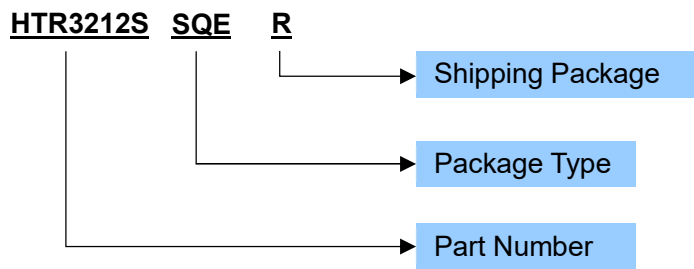 HTR3212S SQE R
Shipping Package
Package Type
Part Number